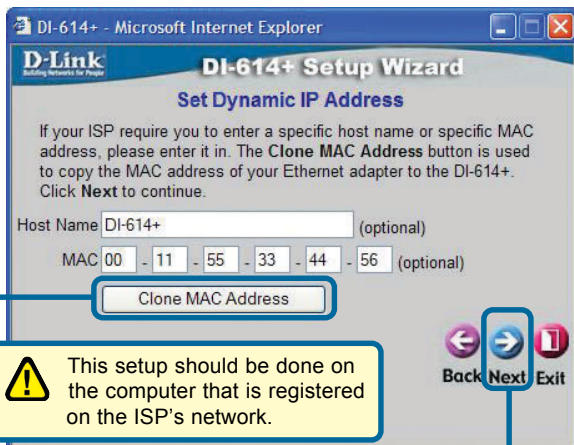 DI-614+ - Microsoft Internet Explorer
D-Link
Building Networks for People
DI-614+ Setup Wizard
Set Dynamic IP Address
If your ISP require you to enter a specific host name or specific MAC
address, please enter it in. The Clone MAC Address button is used
to copy the MAC address of your Ethernet adapter to the DI-614+.
Click Next to continue.
Host Name DI-614+ (optional)
MAC 00 - 11 - 55 - 33 - 44 - 56 (optional)
Clone MAC Address
This setup should be done on
the computer that is registered
on the ISP's network.
Back Next Exit